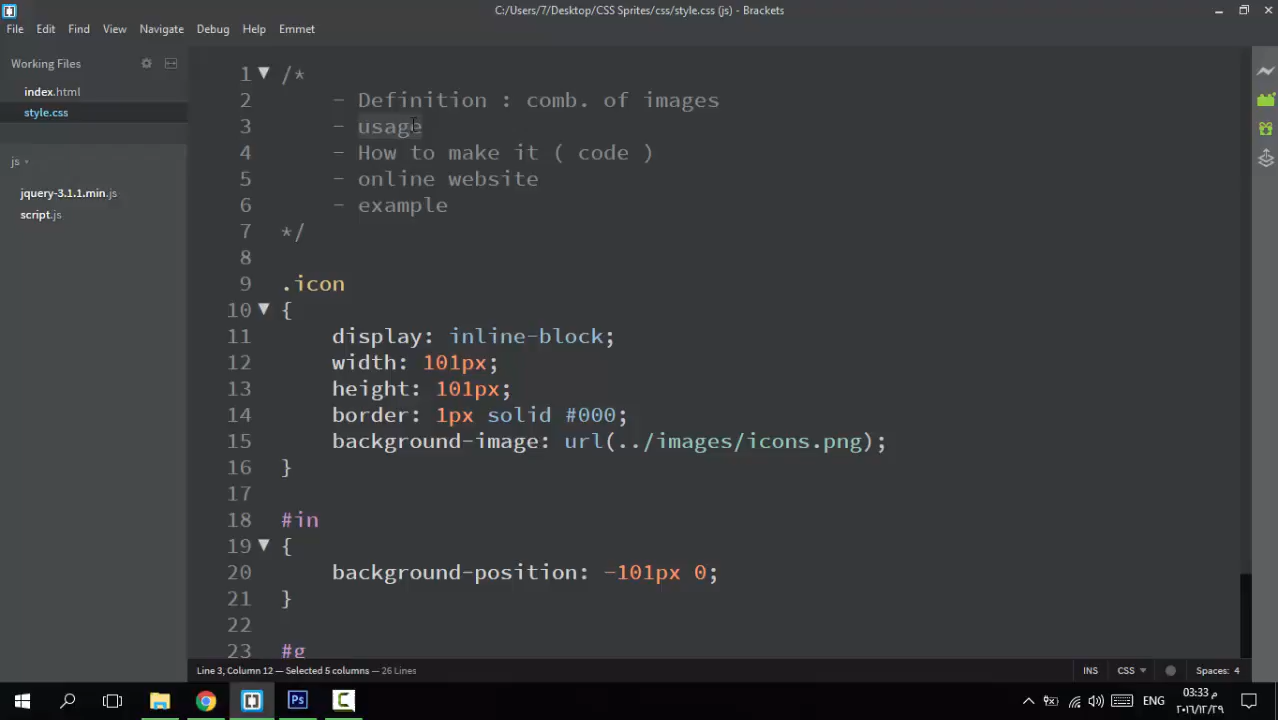 C:/Users/7/Desktop/CSS Sprites/css/style.css (js) - Brackets
File Edit Find View Navigate Debug Help Emmet
Working Files
index.html
style.css
js
jquery-3.1.1.min.js
script.js
1 /*
2 - Definition : comb. of images
3 - usage
4 - How to make it ( code )
5 - online website
6 - example
7 */
8
9 .icon
10 {
11 display: inline-block;
12 width: 101px;
13 height: 101px;
14 border: 1px solid #000;
15 background-image: url(../images/icons.png);
16 }
17
18 #in
19 {
20 background-position: -101px 0;
21 }
22
23 #g
Line 3, Column 12 — Selected 5 columns — 26 Lines
INS CSS Spaces: 4
Ps
ENG
03:33 م
٢٠١٦/١٢/٢٩